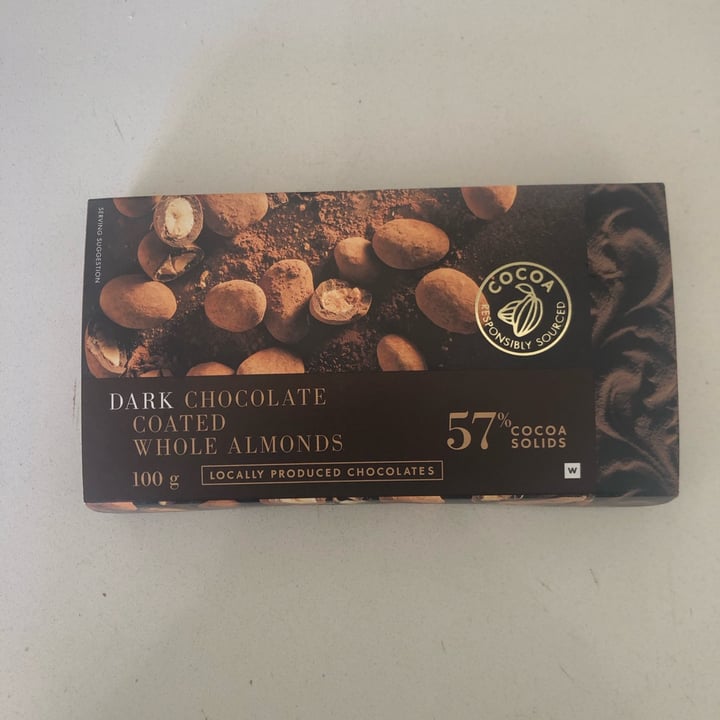 SERVING SUGGESTION
COCOA
RESPONSIBLY SOURCED
DARK CHOCOLATE
COATED
WHOLE ALMONDS
57% COCOA
SOLIDS
100 g LOCALLY PRODUCED CHOCOLATES
W